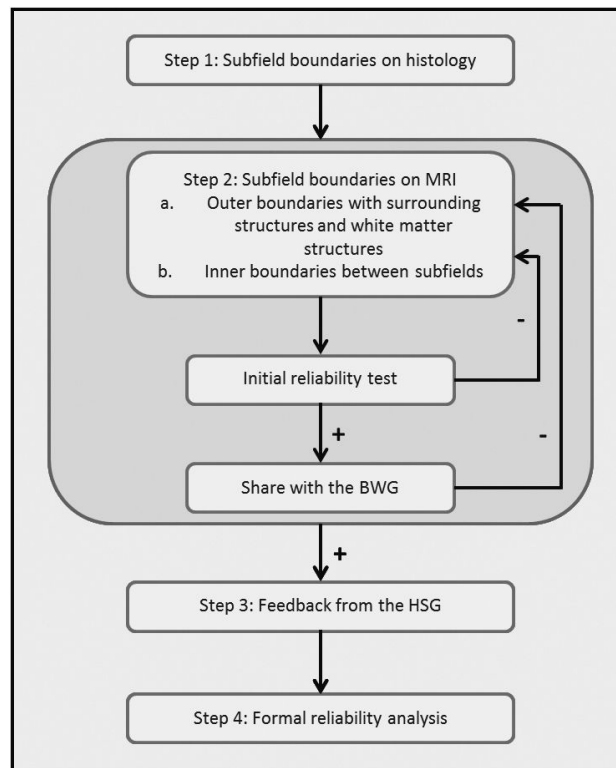 Step 1: Subfield boundaries on histology
Step 2: Subfield boundaries on MRI
a. Outer boundaries with surrounding
structures and white matter
structures
b. Inner boundaries between subfields
-
Initial reliability test
+
-
Share with the BWG
+
Step 3: Feedback from the HSG
Step 4: Formal reliability analysis